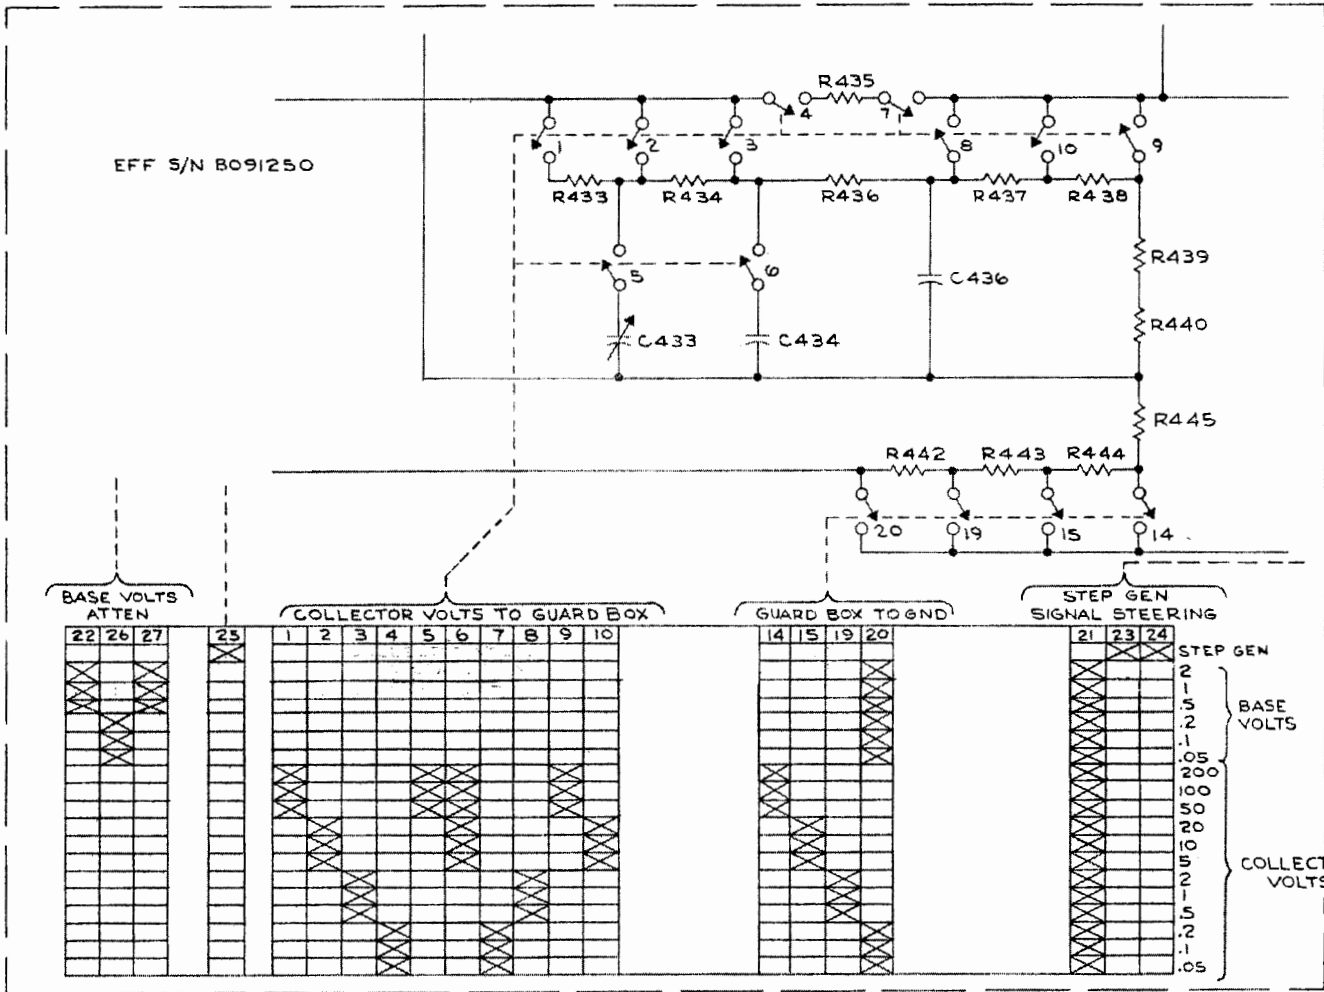 R435
4
7
1
2
3
8
10
9
EFF S/N B091250
R433
R434
R436
R437
R438
R439
5
6
C436
R440
C433
C434
R445
R442
R443
R444
20
19
15
14
BASE VOLTS
ATTEN
COLLECTOR VOLTS TO GUARD BOX
GUARD BOX TO GND
STEP GEN
SIGNAL STEERING
22 26 27 25 1 2 3 4 5 6 7 8 9 10 14 15 19 20 21 23 24
STEP GEN
2
1
.5
.2
.1
.05
BASE
VOLTS
200
100
50
20
10
5
2
1
.5
.2
.1
.05
COLLECT
VOLTS